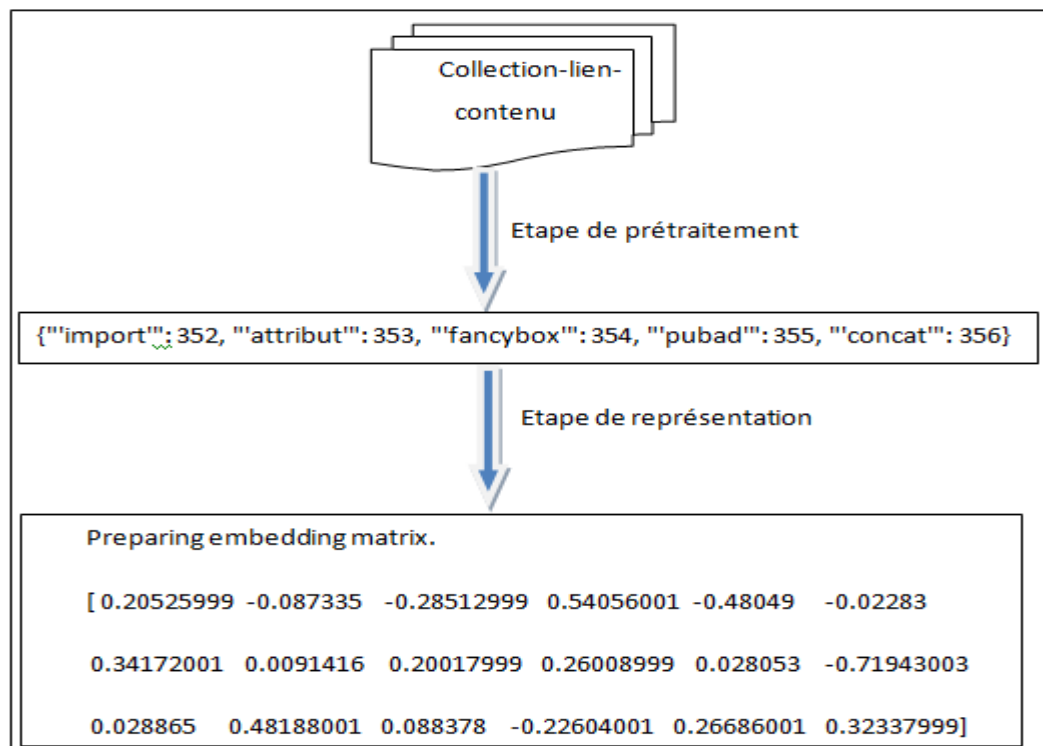 Collection-lien-
contenu
Etape de prétraitement
{"'import'": 352, "'attribut'": 353, "'fancybox'": 354, "'pubad'": 355, "'concat'": 356}
Etape de représentation
Preparing embedding matrix.
[ 0.20525999 -0.087335 -0.28512999 0.54056001 -0.48049 -0.02283
0.34172001 0.0091416 0.20017999 0.26008999 0.028053 -0.71943003
0.028865 0.48188001 0.088378 -0.22604001 0.26686001 0.32337999]